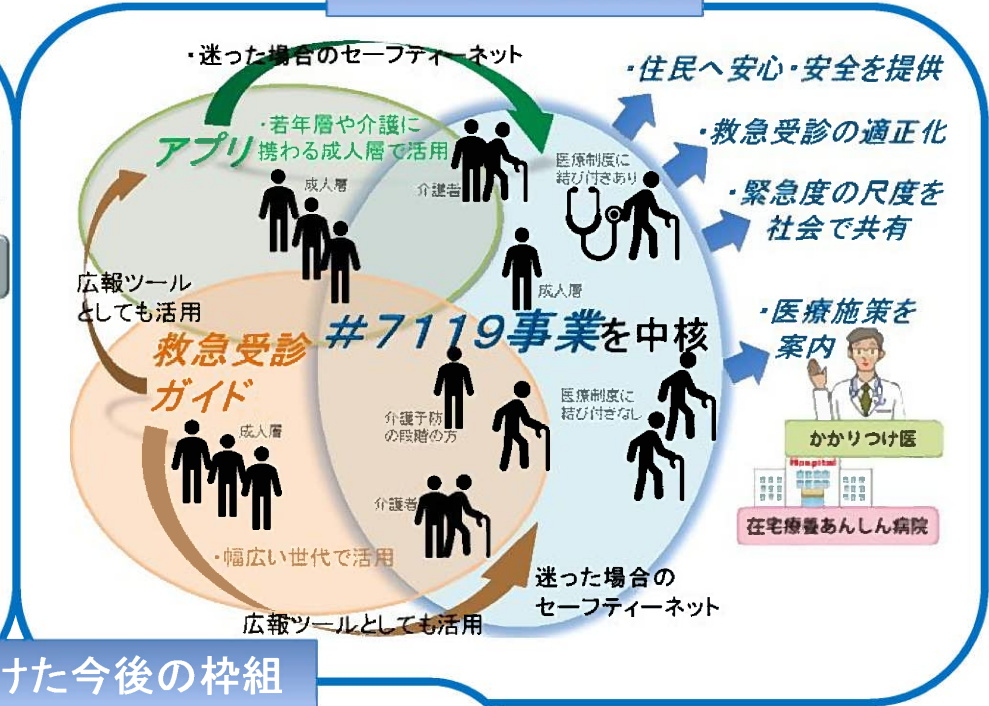 ・迷った場合のセーフティーネット
・住民へ安心・安全を提供
・救急受診の適正化
・緊急度の尺度を
社会で共有
・医療施策を
案内
アプリ
・若年層や介護に
携わる成人層で活用
成人層
介護者
医療制度に
結び付きあり
成人層
広報ツール
としても活用
#7119事業を中核
救急受診
ガイド
成人層
介護予防
の段階の方
医療制度に
結び付きなし
介護者
かかりつけ医
Hospital
在宅療養あんしん病院
・幅広い世代で活用
迷った場合の
セーフティーネット
広報ツールとしても活用
けた今後の枠組